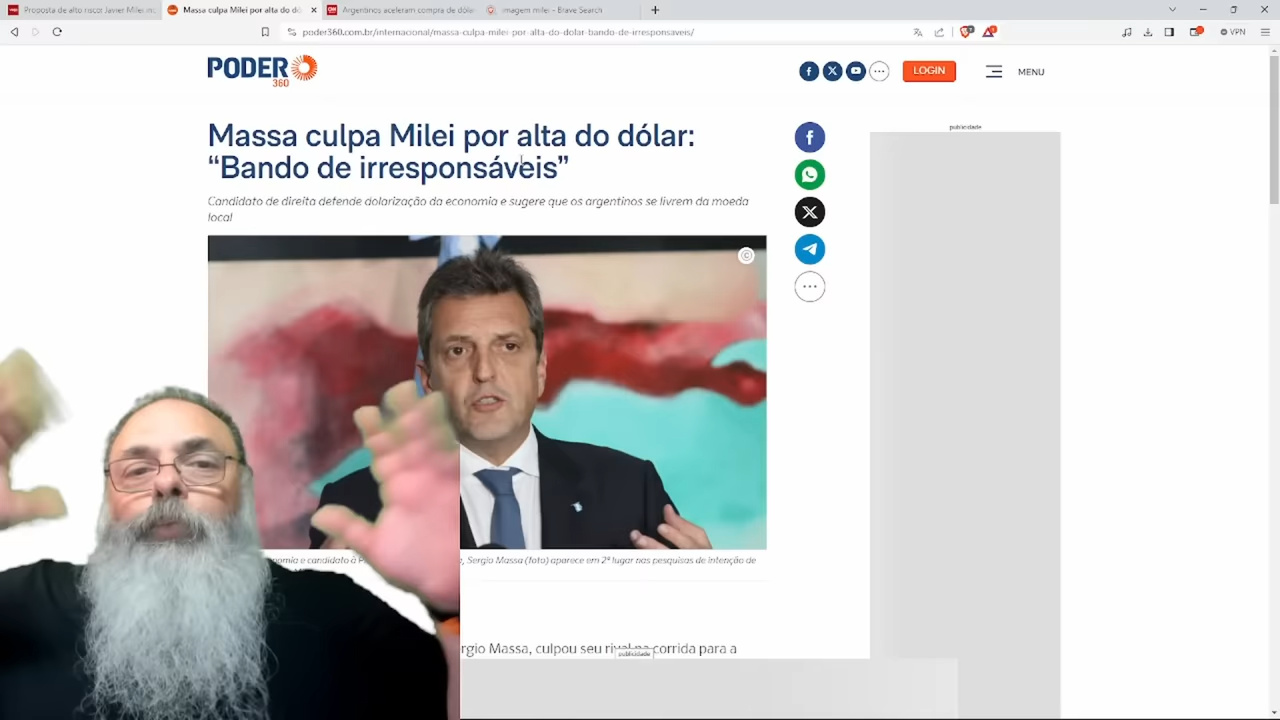 Proposta de alto risco! Javier Milei
Massa culpa Milei por alta do dó
Argentinos aceleram compra de dólar
imagem milei - Brave Search
poder360.com.br/internacional/massa-culpa-milei-por-alta-do-dolar-bando-de-irresponsaveis/
VPN
PODER
360
LOGIN
MENU
publicidade
Massa culpa Milei por alta do dólar:
“Bando de irresponsáveis”
Candidato de direita defende dolarização da economia e sugere que os argentinos se livrem da moeda
local
©
Sergio Massa (foto) aparece em 2º lugar nas pesquisas de intenção de
rgio Massa, culpou seu rival na corrida para a
publicidade